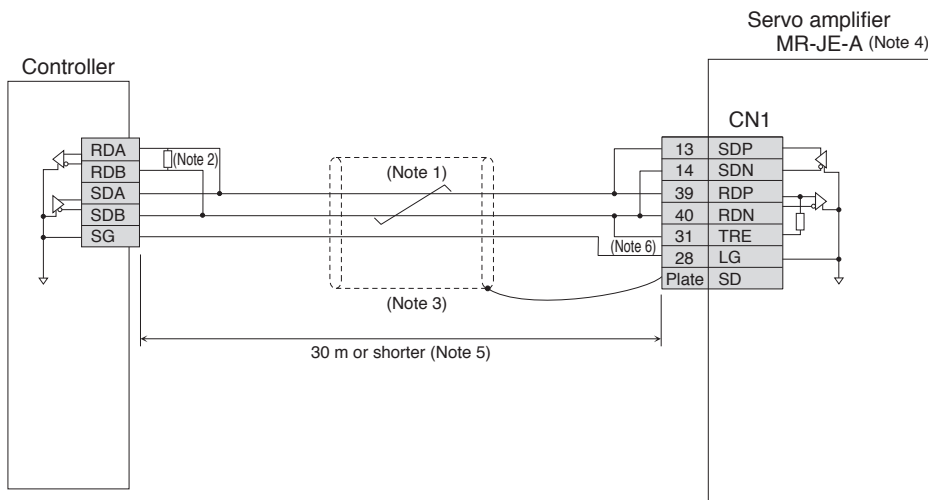 Servo amplifier
MR-JE-A (Note 4)
Controller
CN1
RDA
RDB
SDA
SDB
SG
(Note 2)
(Note 1)
(Note 3)
(Note 6)
13 SDP
14 SDN
39 RDP
40 RDN
31 TRE
28 LG
Plate SD
30 m or shorter (Note 5)